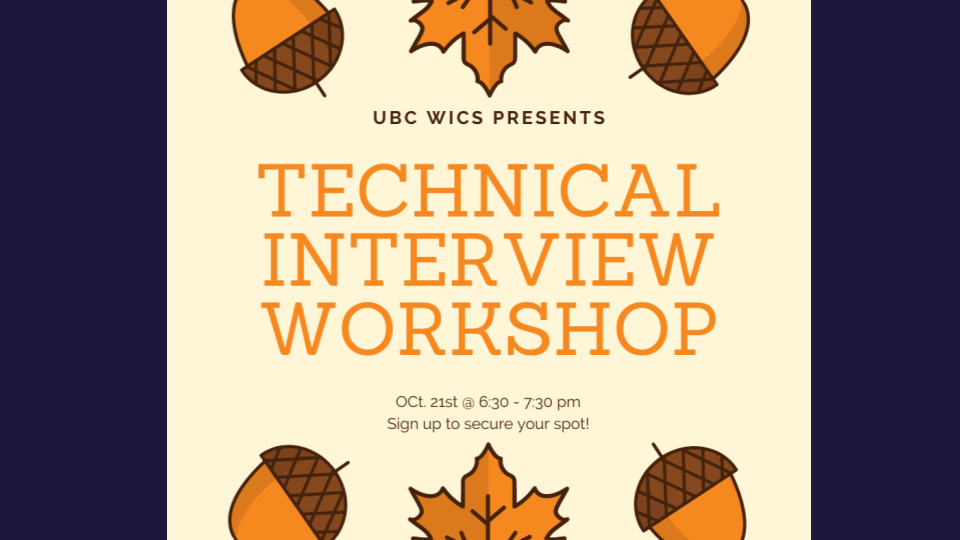 UBC WICS PRESENTS
TECHNICAL
INTERVIEW
WORKSHOP
OCt. 21st @ 6:30 - 7:30 pm
Sign up to secure your spot!